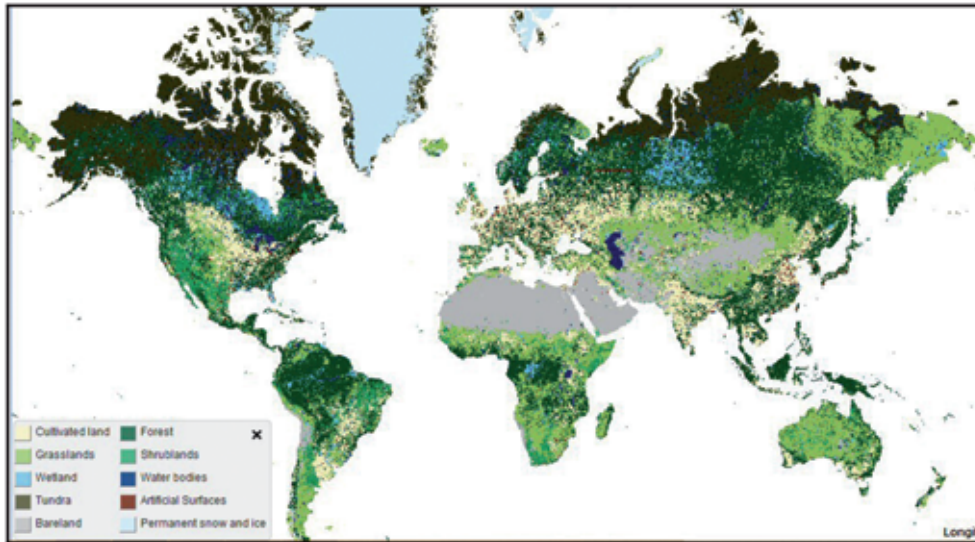 Cultivated land
Forest
Grasslands
Shrublands
Wetland
Water bodies
Tundra
Artificial Surfaces
Bareland
Permanent snow and ice
Longi